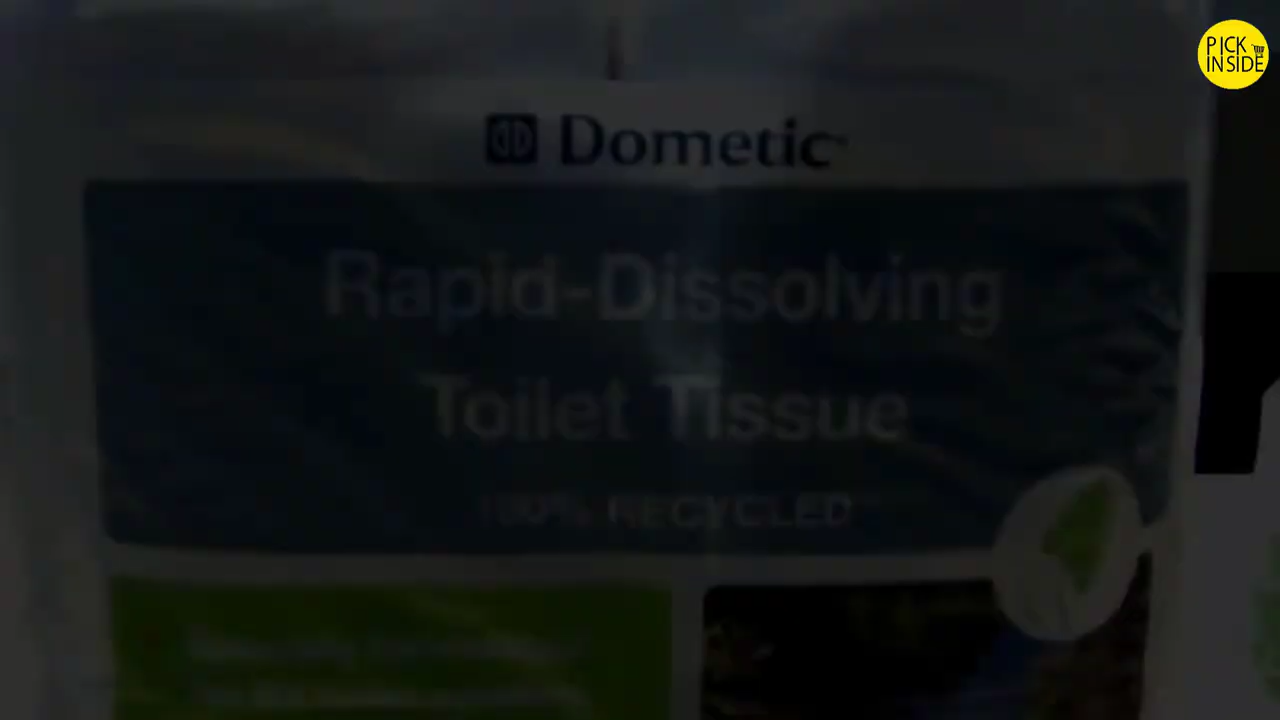 PICK
INSIDE
Dometic
Rapid-Dissolving
Toilet Tissue
100% RECYCLED